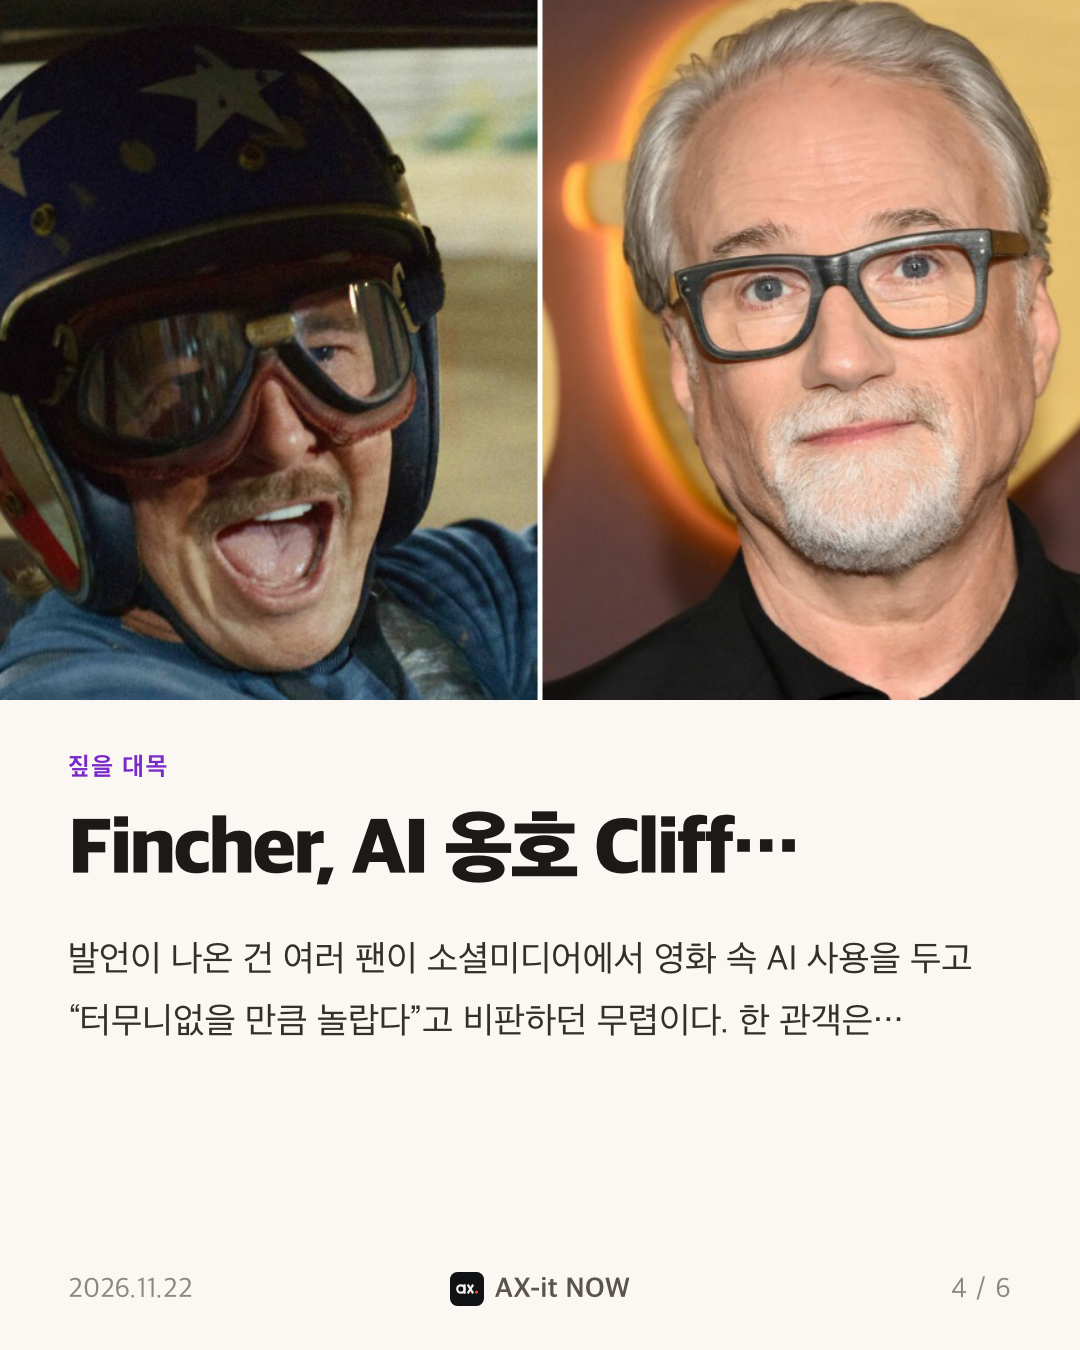 짚을 대목
Fincher, AI 옹호 Cliff…
발언이 나온 건 여러 팬이 소셜미디어에서 영화 속 AI 사용을 두고
“터무니없을 만큼 놀랍다”고 비판하던 무렵이다. 한 관객은…
2026.11.22
ax. AX-it NOW
4 / 6